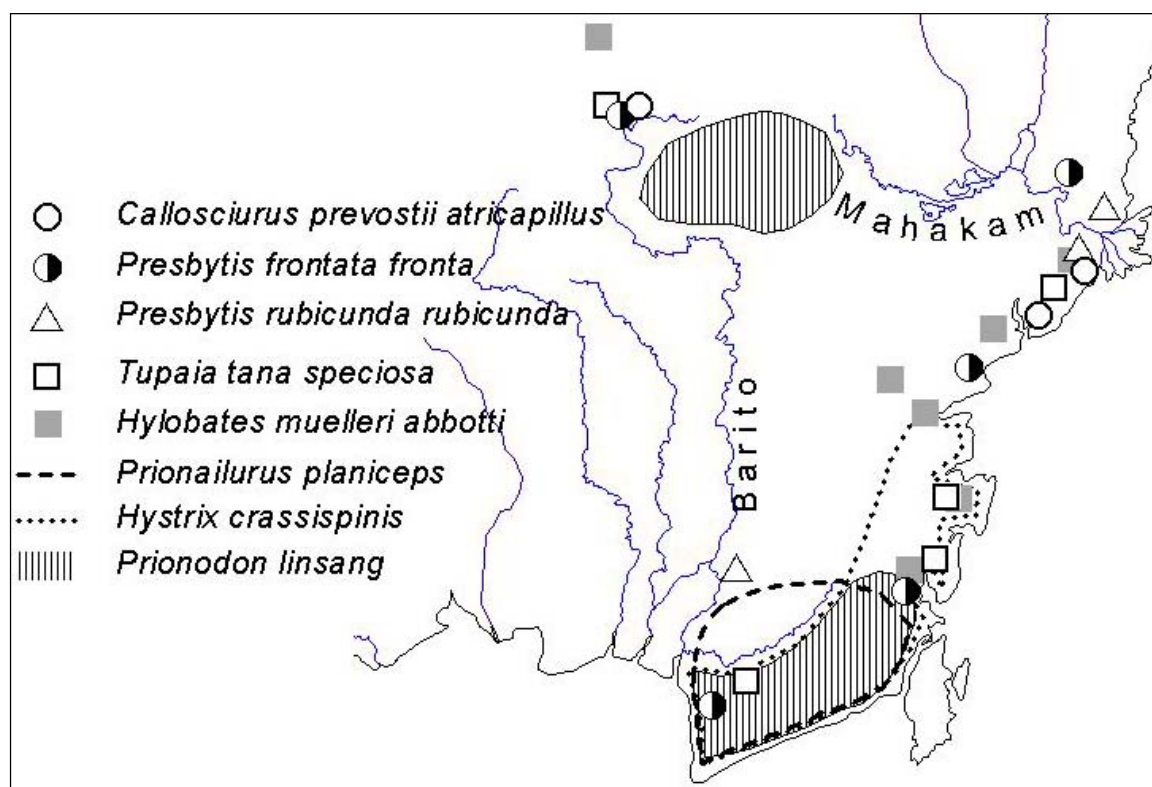 Mahakam
Callosciurus prevostii atricapillus
Presbytis frontata fronta
Presbytis rubicunda rubicunda
Tupaia tana speciosa
Hylobates muelleri abbotti
Prionailurus planiceps
Hystrix crassispinis
Prionodon linsang
Barito